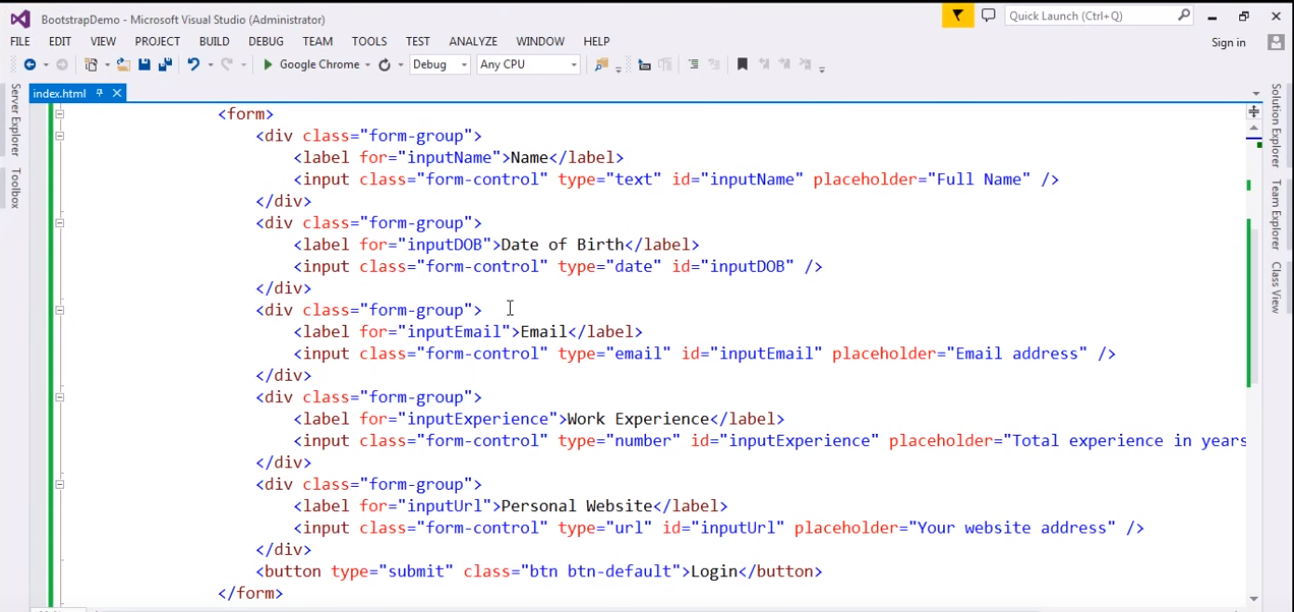 BootstrapDemo - Microsoft Visual Studio (Administrator)
Quick Launch (Ctrl+Q)
FILE EDIT VIEW PROJECT BUILD DEBUG TEAM TOOLS TEST ANALYZE WINDOW HELP
Sign in
Google Chrome
Debug
Any CPU
Server Explorer
Toolbox
index.html
<form>
<div class="form-group">
<label for="inputName">Name</label>
<input class="form-control" type="text" id="inputName" placeholder="Full Name" />
</div>
<div class="form-group">
<label for="inputDOB">Date of Birth</label>
<input class="form-control" type="date" id="inputDOB" />
</div>
<div class="form-group">
<label for="inputEmail">Email</label>
<input class="form-control" type="email" id="inputEmail" placeholder="Email address" />
</div>
<div class="form-group">
<label for="inputExperience">Work Experience</label>
<input class="form-control" type="number" id="inputExperience" placeholder="Total experience in years
</div>
<div class="form-group">
<label for="inputUrl">Personal Website</label>
<input class="form-control" type="url" id="inputUrl" placeholder="Your website address" />
</div>
<button type="submit" class="btn btn-default">Login</button>
</form>
Solution Explorer
Team Explorer
Class View